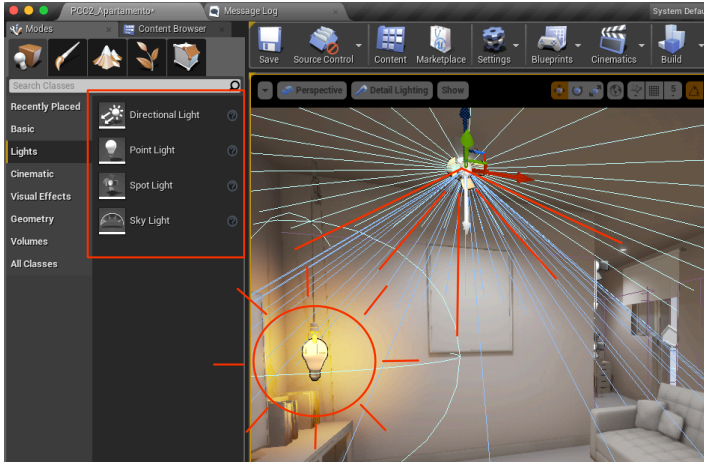 PCC2_Apartamento•
Message Log
System Defau
Modes
Content Browser
Save
Source Control
Content
Marketplace
Settings
Blueprints
Cinematics
Build
Search Classes
Perspective
Detail Lighting
Show
5
Recently Placed
Basic
Lights
Cinematic
Visual Effects
Geometry
Volumes
All Classes
Directional Light
Point Light
Spot Light
Sky Light